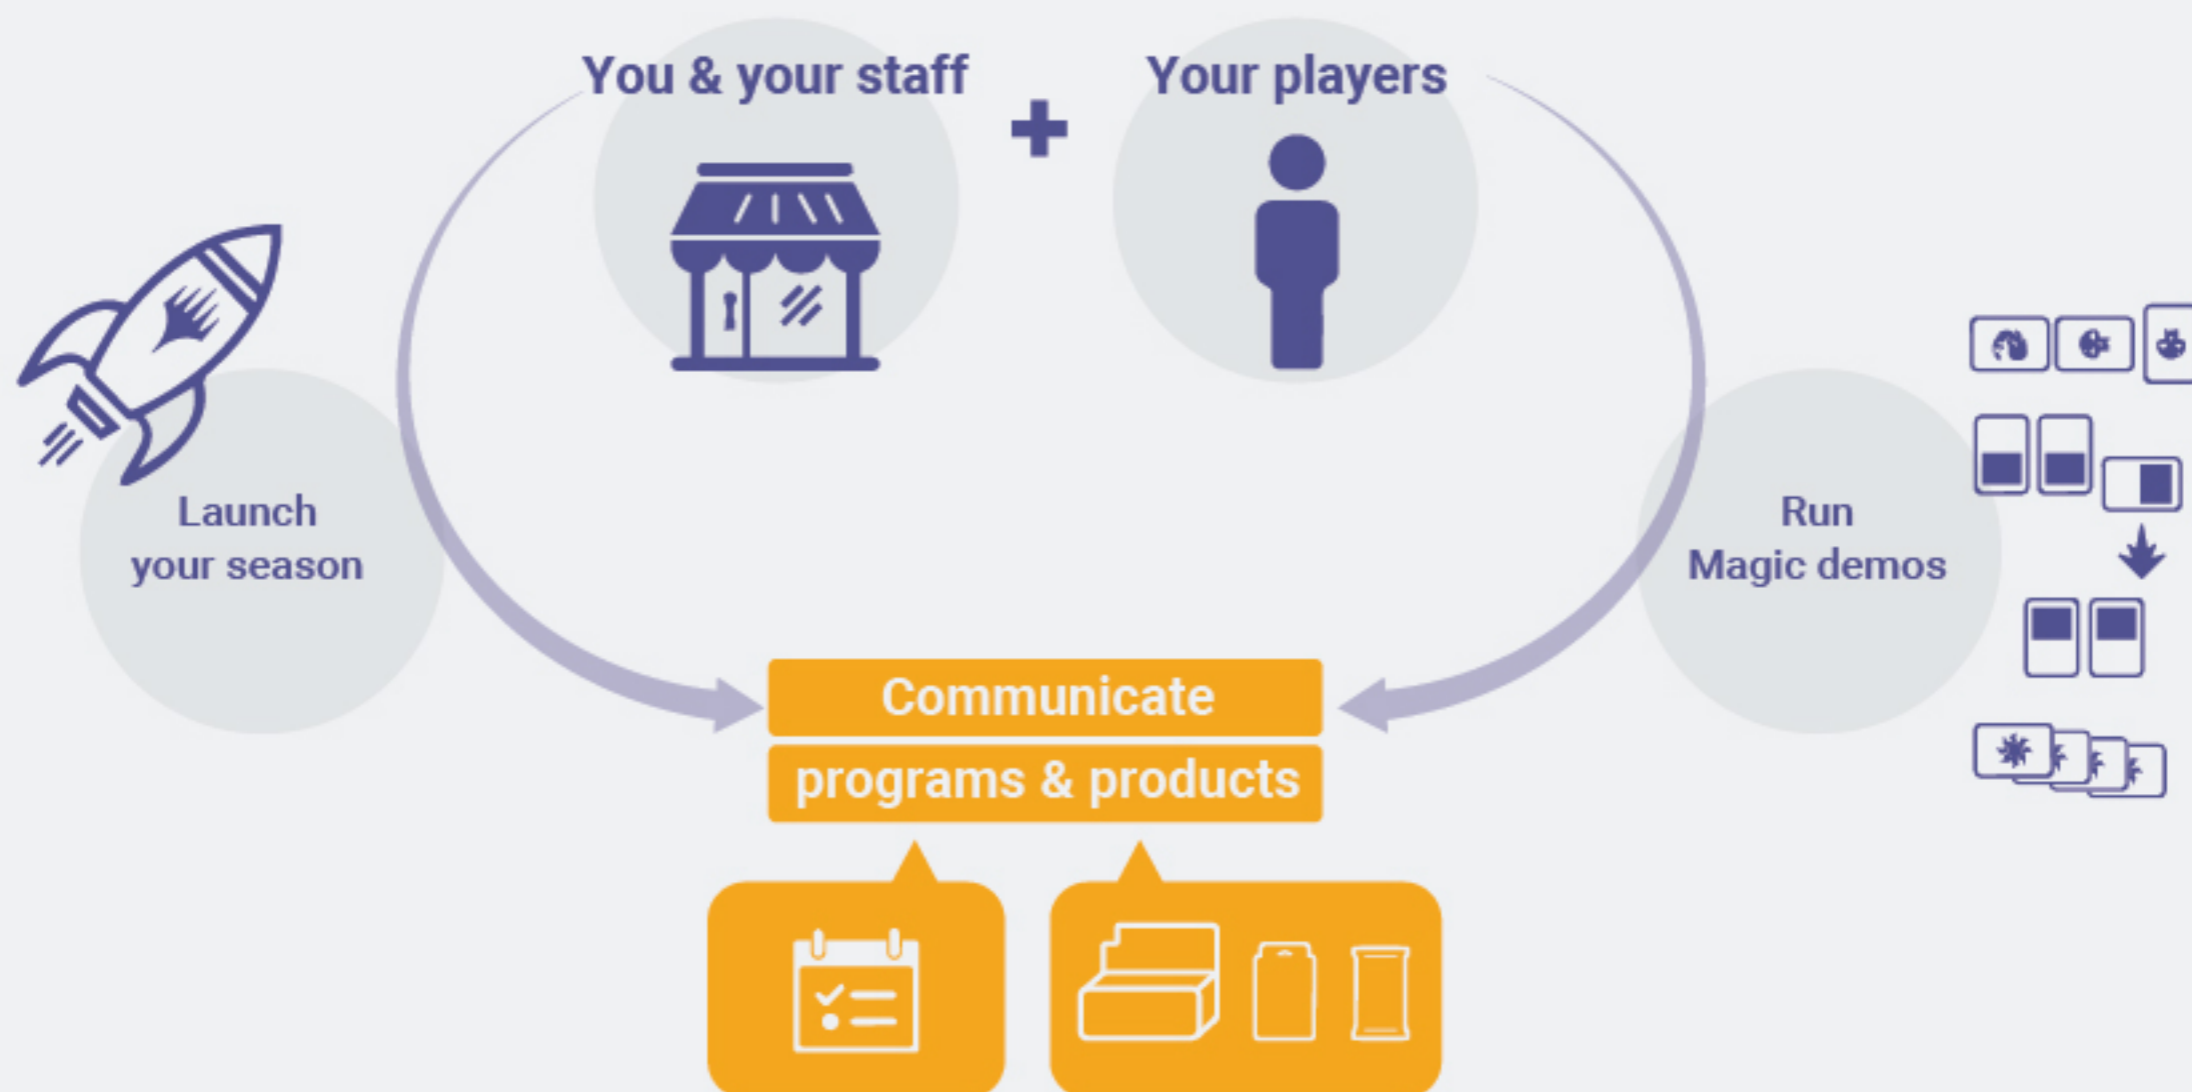 You & your staff
Your players
Launch
your season
Run
Magic demos
Communicate
programs & products